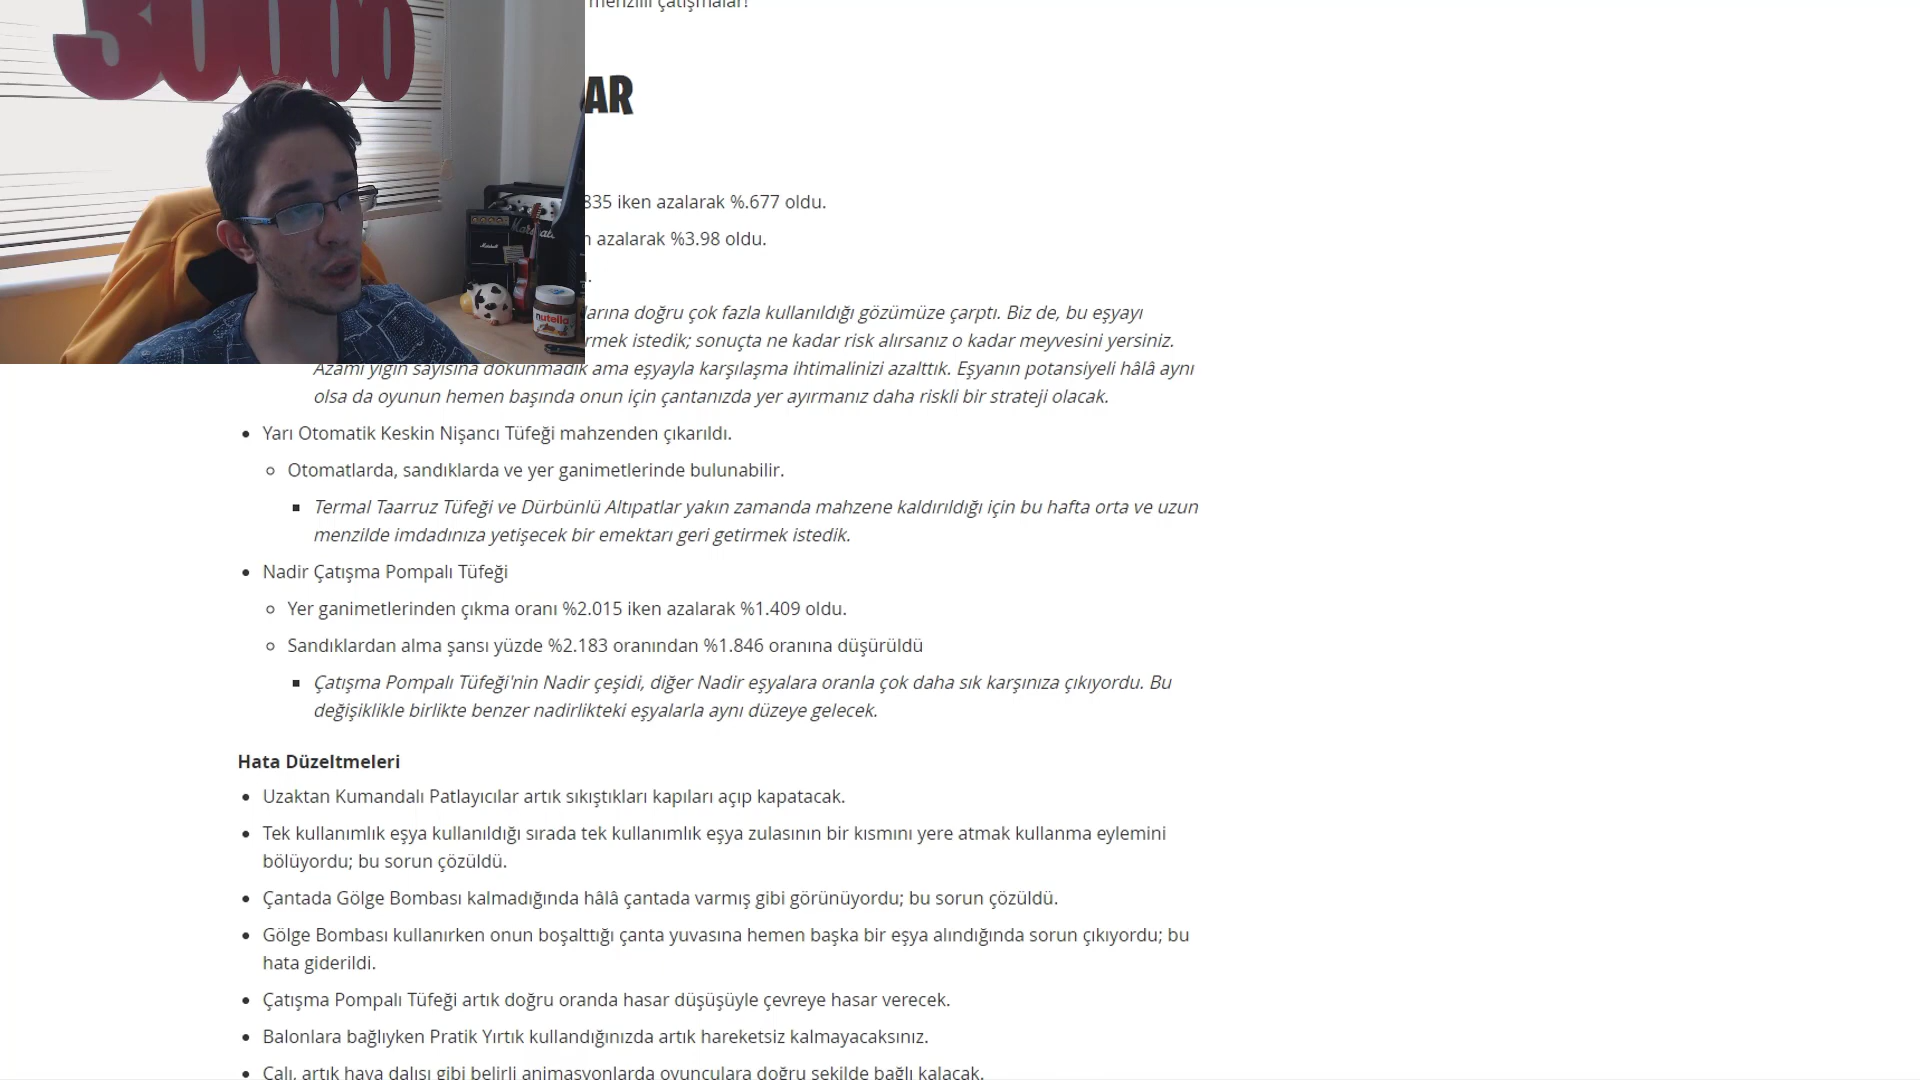 menzilli çatışmalar!
30000
AR
835 iken azalarak %.677 oldu.
azalarak %3.98 oldu.
Marshall
nutella
larına doğru çok fazla kullanıldığı gözümüze çarptı. Biz de, bu eşyayı
rmek istedik; sonuçta ne kadar risk alırsanız o kadar meyvesini yersiniz.
Azami yığın sayısına dokunmadık ama eşyayla karşılaşma ihtimalinizi azalttık. Eşyanın potansiyeli hâlâ aynı
olsa da oyunun hemen başında onun için çantanızda yer ayırmanız daha riskli bir strateji olacak.
Yarı Otomatik Keskin Nişancı Tüfeği mahzenden çıkarıldı.
Otomatlarda, sandıklarda ve yer ganimetlerinde bulunabilir.
Termal Taarruz Tüfeği ve Dürbünlü Altıpatlar yakın zamanda mahzene kaldırıldığı için bu hafta orta ve uzun
menzilde imdadınıza yetişecek bir emektarı geri getirmek istedik.
Nadir Çatışma Pompalı Tüfeği
Yer ganimetlerinden çıkma oranı %2.015 iken azalarak %1.409 oldu.
Sandıklardan alma şansı yüzde %2.183 oranından %1.846 oranına düşürüldü
Çatışma Pompalı Tüfeği'nin Nadir çeşidi, diğer Nadir eşyalara oranla çok daha sık karşınıza çıkıyordu. Bu
değişiklikle birlikte benzer nadirlikteki eşyalarla aynı düzeye gelecek.
Hata Düzeltmeleri
Uzaktan Kumandalı Patlayıcılar artık sıkıştıkları kapıları açıp kapatacak.
Tek kullanımlık eşya kullanıldığı sırada tek kullanımlık eşya zulasının bir kısmını yere atmak kullanma eylemini
bölüyordu; bu sorun çözüldü.
Çantada Gölge Bombası kalmadığında hâlâ çantada varmış gibi görünüyordu; bu sorun çözüldü.
Gölge Bombası kullanırken onun boşalttığı çanta yuvasına hemen başka bir eşya alındığında sorun çıkıyordu; bu
hata giderildi.
Çatışma Pompalı Tüfeği artık doğru oranda hasar düşüşüyle çevreye hasar verecek.
Balonlara bağlıyken Pratik Yırtık kullandığınızda artık hareketsiz kalmayacaksınız.
Çalı, artık hava dalışı gibi belirli animasyonlarda oyunculara doğru şekilde bağlı kalacak.